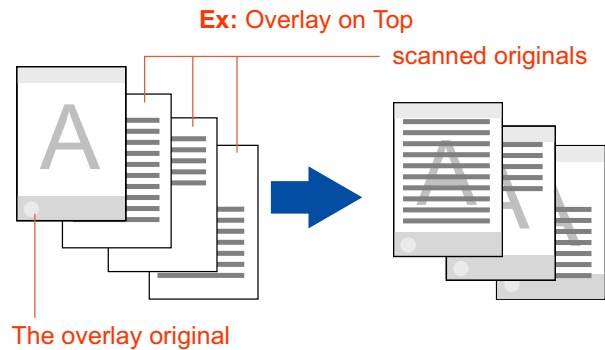 Ex: Overlay on Top
scanned originals
A
A
A
A
The overlay original